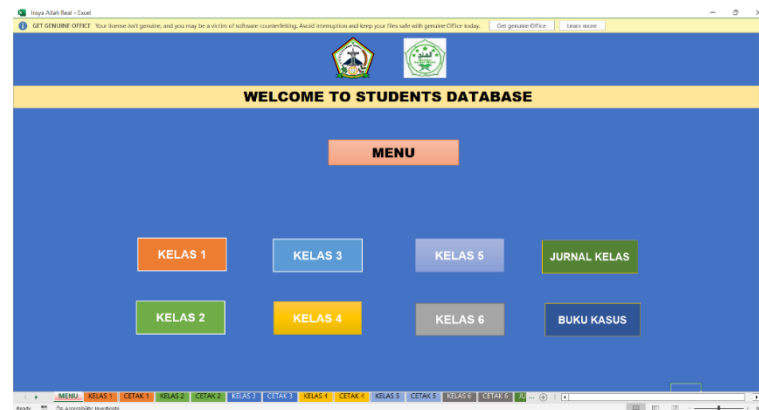 Insya Allah Real - Excel
GET GENUINE OFFICE Your license isn't genuine, and you may be a victim of software counterfeiting. Avoid interruption and keep your files safe with genuine Office today. Get genuine Office Learn more
WELCOME TO STUDENTS DATABASE
MENU
KELAS 1 KELAS 3 KELAS 5 JURNAL KELAS
KELAS 2 KELAS 4 KELAS 6 BUKU KASUS
MENU KELAS 1 CETAK 1 KELAS 2 CETAK 2 KELAS 3 CETAK 3 KELAS 4 CETAK 4 KELAS 5 CETAK 5 KELAS 6 CETAK 6
Ready Accessibility: Investigate